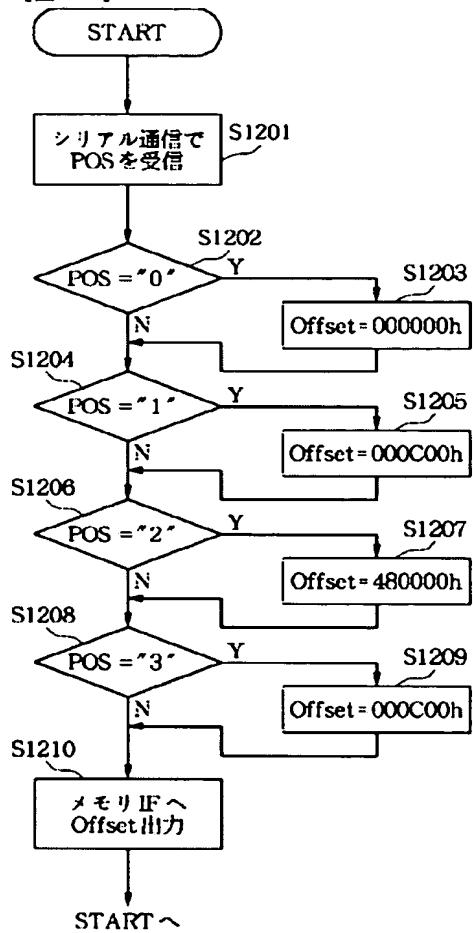 START
シリアル通信で
POSを受信
S1201
S1202
POS="0"
Y
N
S1203
Offset=000000h
S1204
POS="1"
Y
N
S1205
Offset=000C00h
S1206
POS="2"
Y
N
S1207
Offset=480000h
S1208
POS="3"
Y
N
S1209
Offset=000C00h
S1210
メモリIFへ
Offset出力
STARTへ